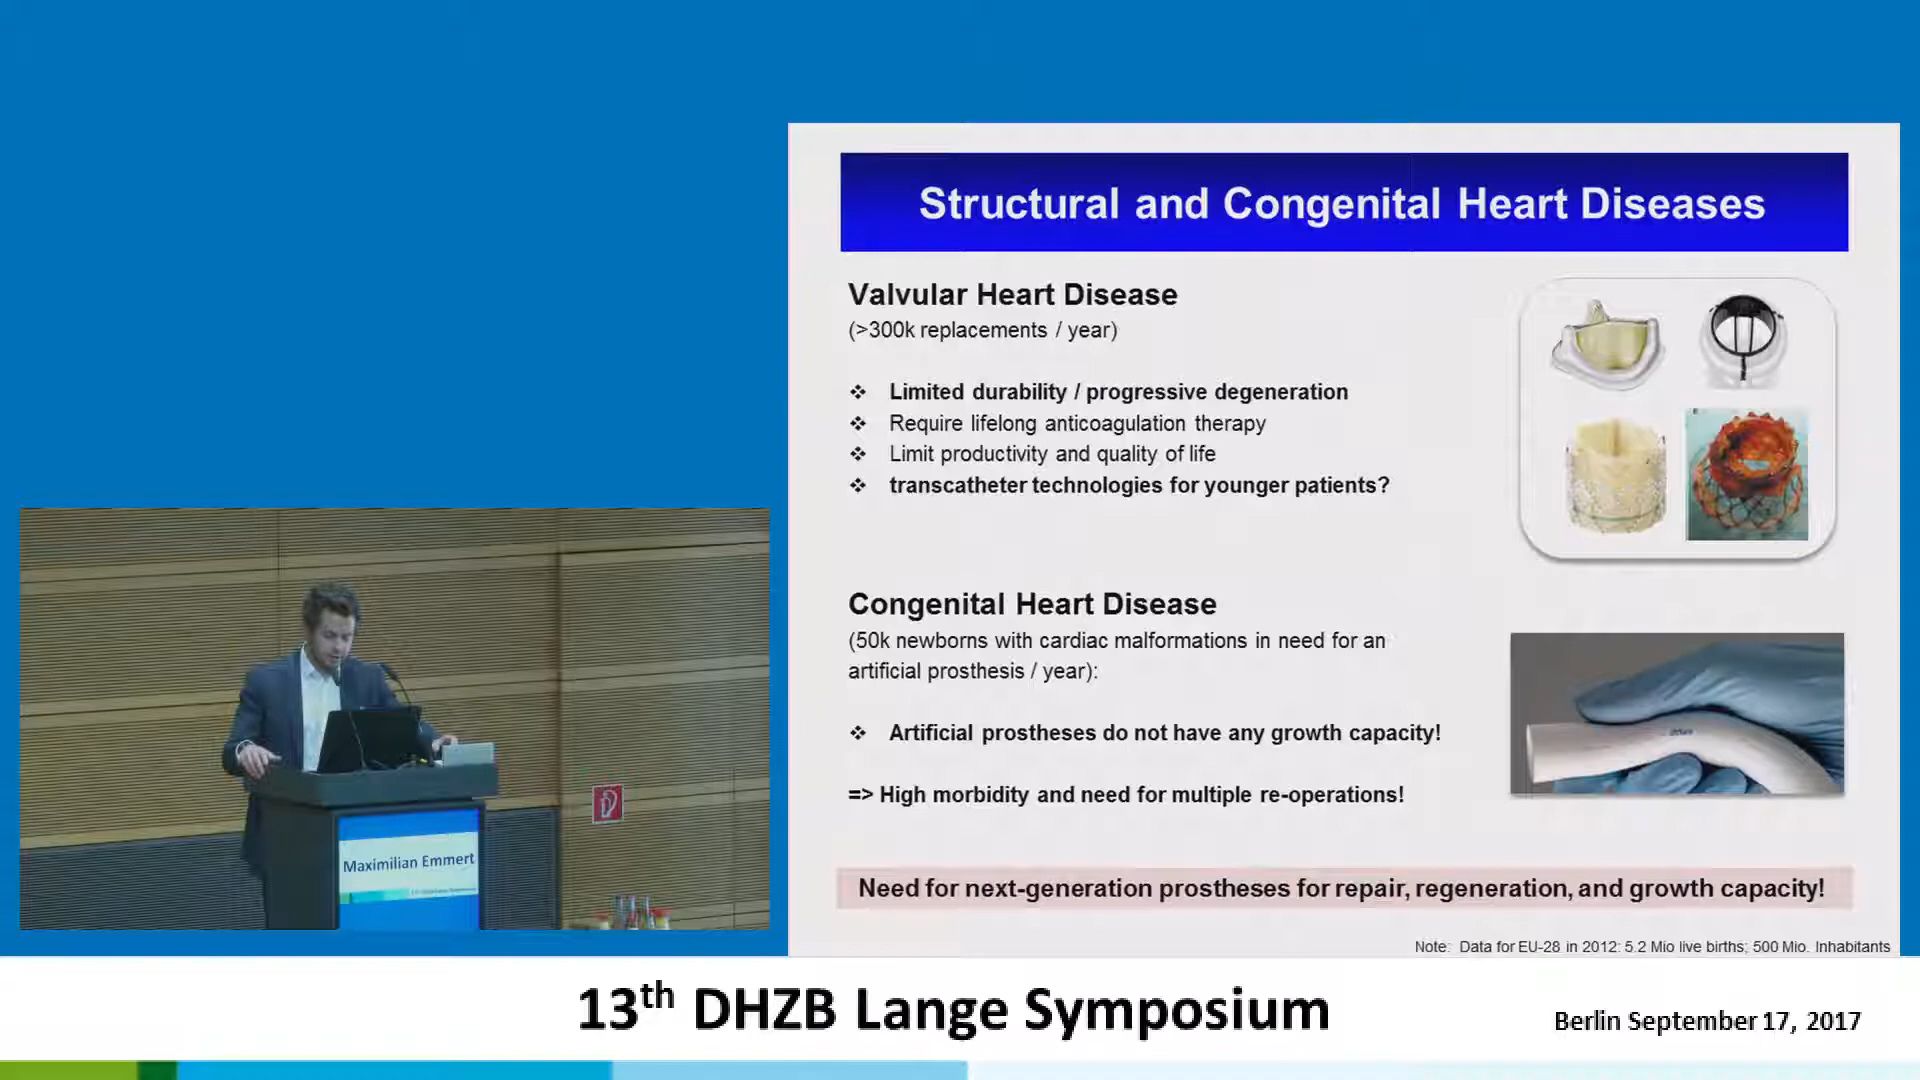 Structural and Congenital Heart Diseases
Valvular Heart Disease
(>300k replacements / year)
❖ Limited durability / progressive degeneration
❖ Require lifelong anticoagulation therapy
❖ Limit productivity and quality of life
❖ transcatheter technologies for younger patients?
Congenital Heart Disease
(50k newborns with cardiac malformations in need for an
artificial prosthesis / year):
❖ Artificial prostheses do not have any growth capacity!
=> High morbidity and need for multiple re-operations!
Need for next-generation prostheses for repair, regeneration, and growth capacity!
Note: Data for EU-28 in 2012: 5.2 Mio live births; 500 Mio. Inhabitants
Maximilian Emmert
13th DHZB Lange Symposium
Berlin September 17, 2017